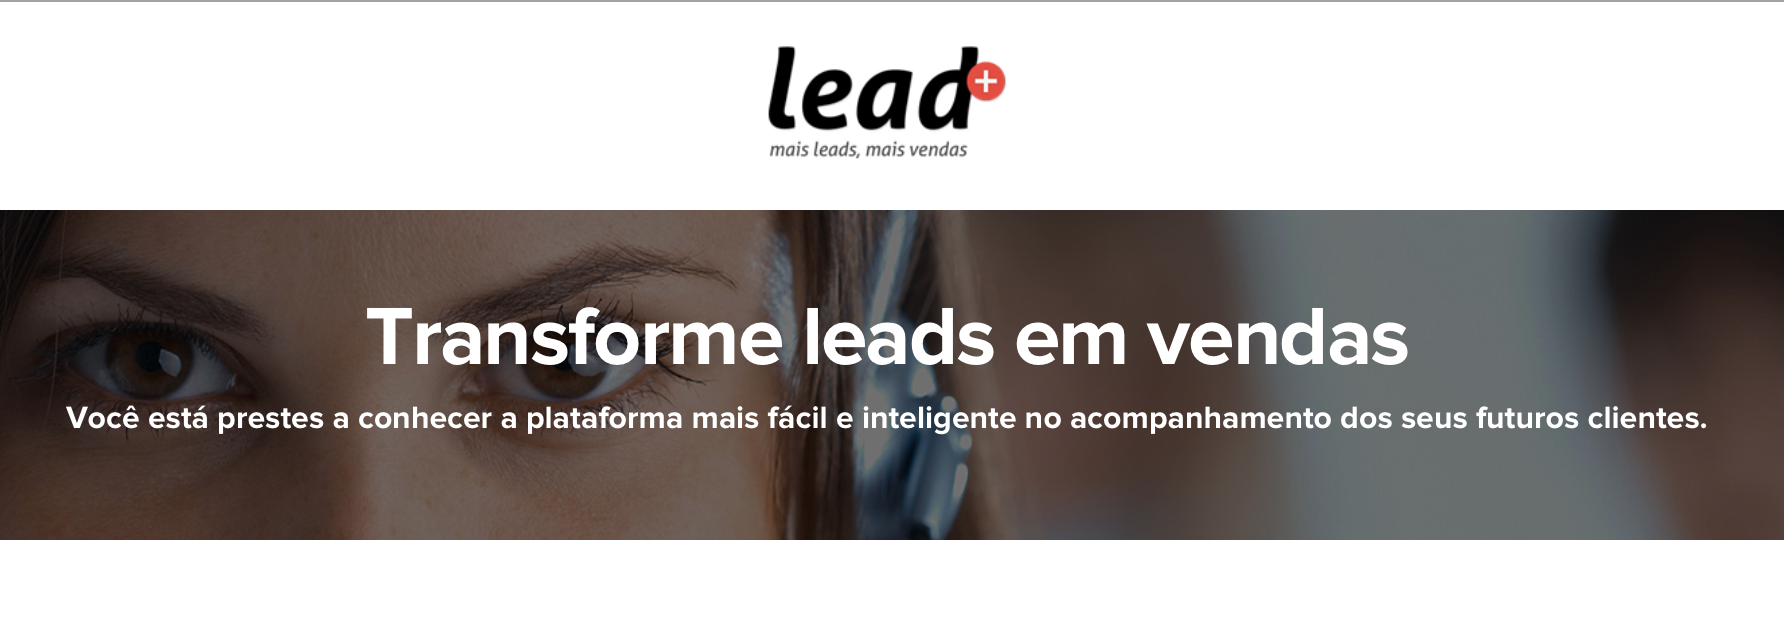 lead+
mais leads, mais vendas
Transforme leads em vendas
Você está prestes a conhecer a plataforma mais fácil e inteligente no acompanhamento dos seus futuros clientes.